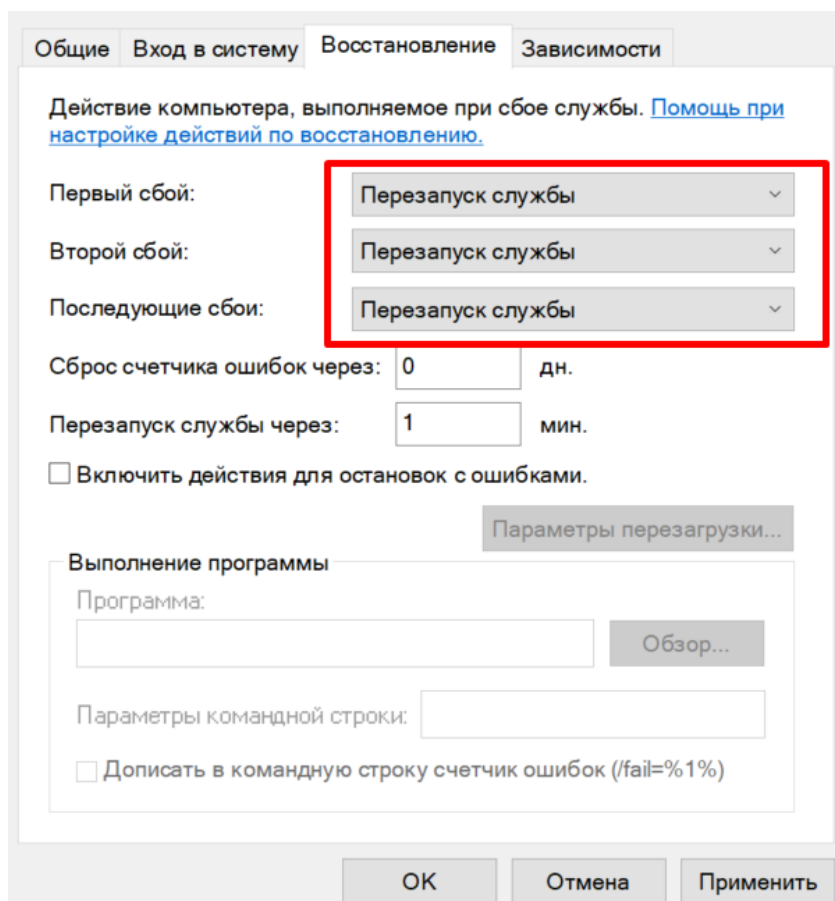 Общие Вход в систему Восстановление Зависимости
Действие компьютера, выполняемое при сбое службы. Помощь при
настройке действий по восстановлению.
Первый сбой: Перезапуск службы
Второй сбой: Перезапуск службы
Последующие сбои: Перезапуск службы
Сброс счетчика ошибок через: 0 дн.
Перезапуск службы через: 1 мин.
Включить действия для остановок с ошибками.
Параметры перезагрузки...
Выполнение программы
Программа:
Обзор...
Параметры командной строки:
Дописать в командную строку счетчик ошибок (/fail=%1%)
ОК Отмена Применить